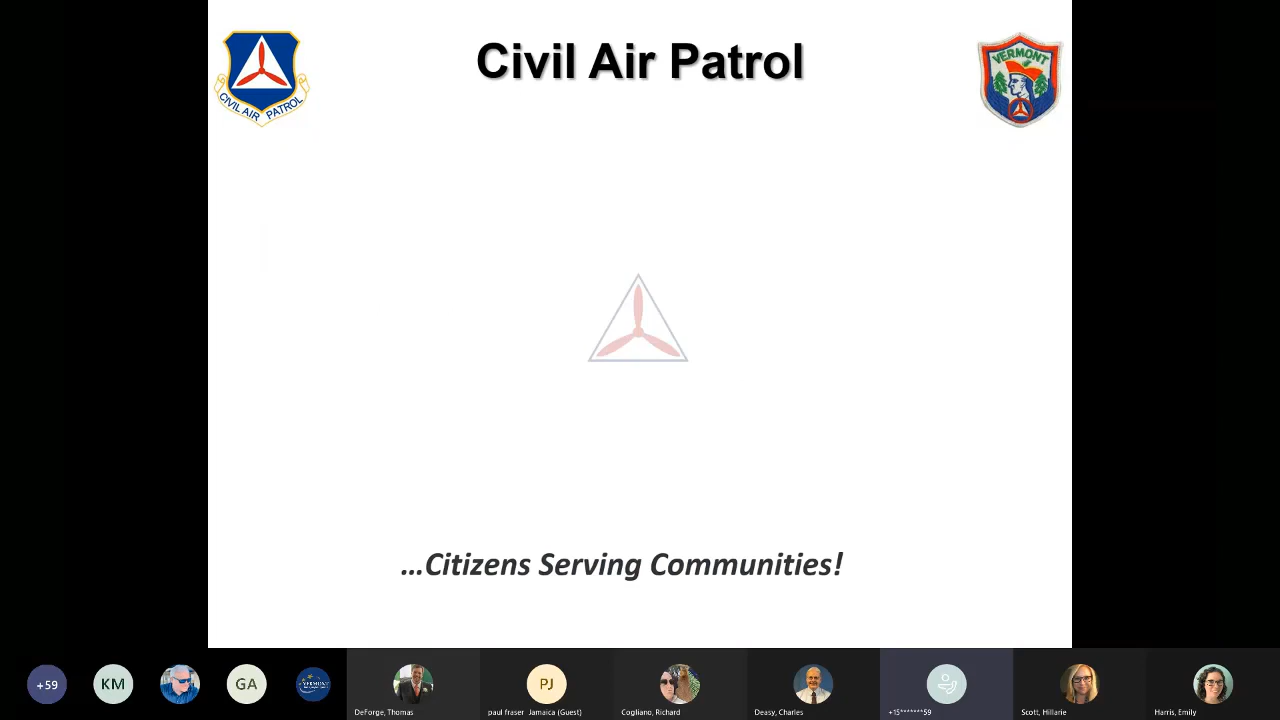 Civil Air Patrol
CIVIL AIR PATROL
VERMONT
...Citizens Serving Communities!
+59
KM
GA
VERMONT
PJ
DeForge, Thomas
paul fraser Jamaica (Guest)
Cogliano, Richard
Deasy, Charles
+15*******59
Scott, Hillarie
Harris, Emily